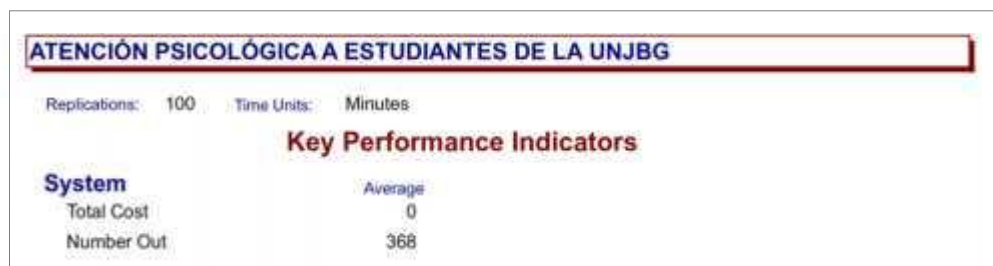 ATENCIÓN PSICOLÓGICA A ESTUDIANTES DE LA UNJBG
Replications: 100 Time Units: Minutes
Key Performance Indicators
System Average
Total Cost 0
Number Out 368